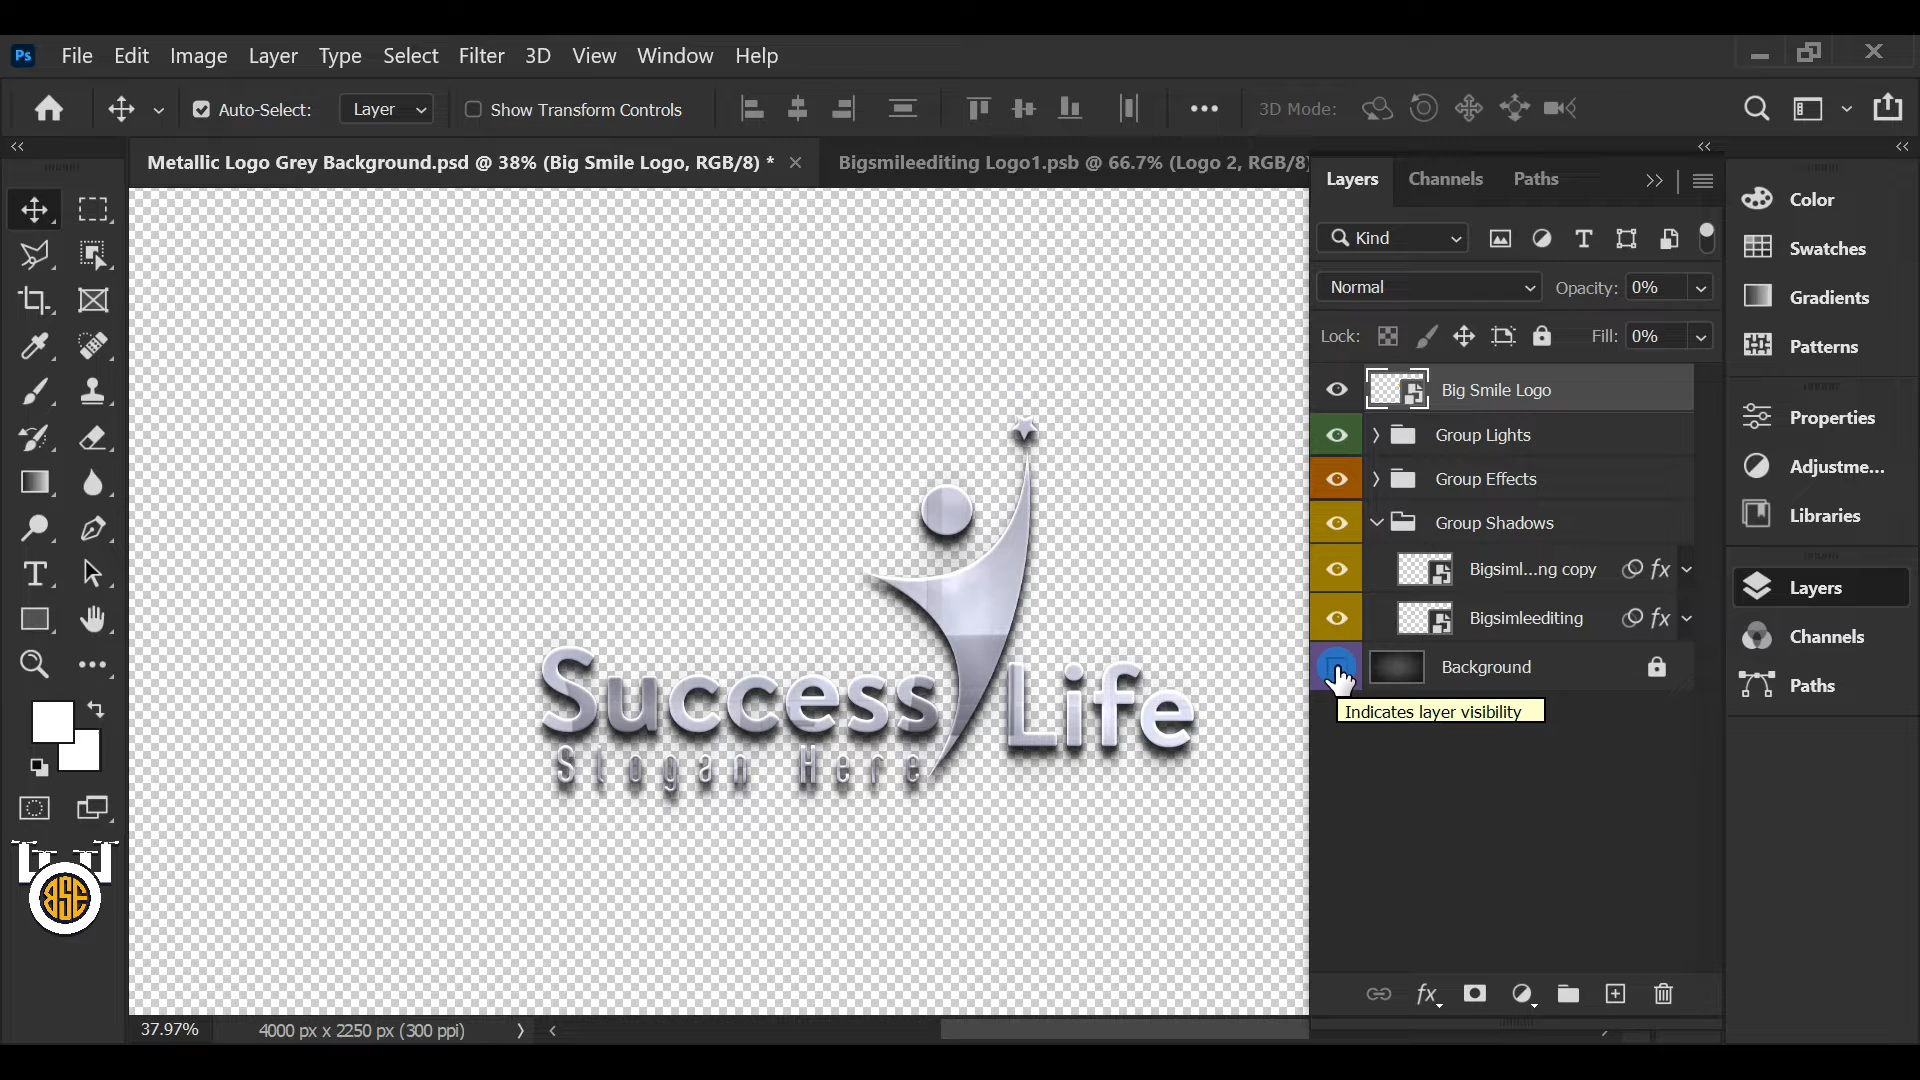 Ps File Edit Image Layer Type Select Filter 3D View Window Help
Auto-Select: Layer Show Transform Controls 3D Mode:
Metallic Logo Grey Background.psd @ 38% (Big Smile Logo, RGB/8) *
Bigsmileediting Logo1.psb @ 66.7% (Logo 2, RGB/8)
Layers Channels Paths
Kind
Normal Opacity: 0%
Lock: Fill: 0%
Big Smile Logo
Group Lights
Group Effects
Group Shadows
Bigsiml...ng copy fx
Bigsimleediting fx
Background
Indicates layer visibility
fx
Color
Swatches
Gradients
Patterns
Properties
Adjustme...
Libraries
Layers
Channels
Paths
Success Life
Slogan Here
BSE
37.97% 4000 px x 2250 px (300 ppi)